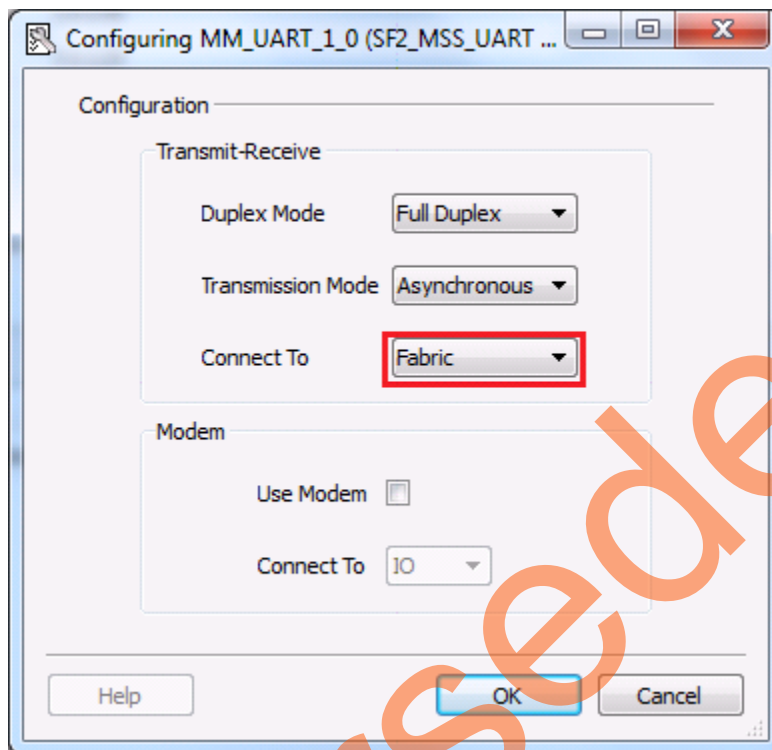 Configuring MM_UART_1_0 (SF2_MSS_UART ...
Configuration
Transmit-Receive
Duplex Mode Full Duplex
Transmission Mode Asynchronous
Connect To Fabric
Modem
Use Modem
Connect To IO
Help OK Cancel
sede